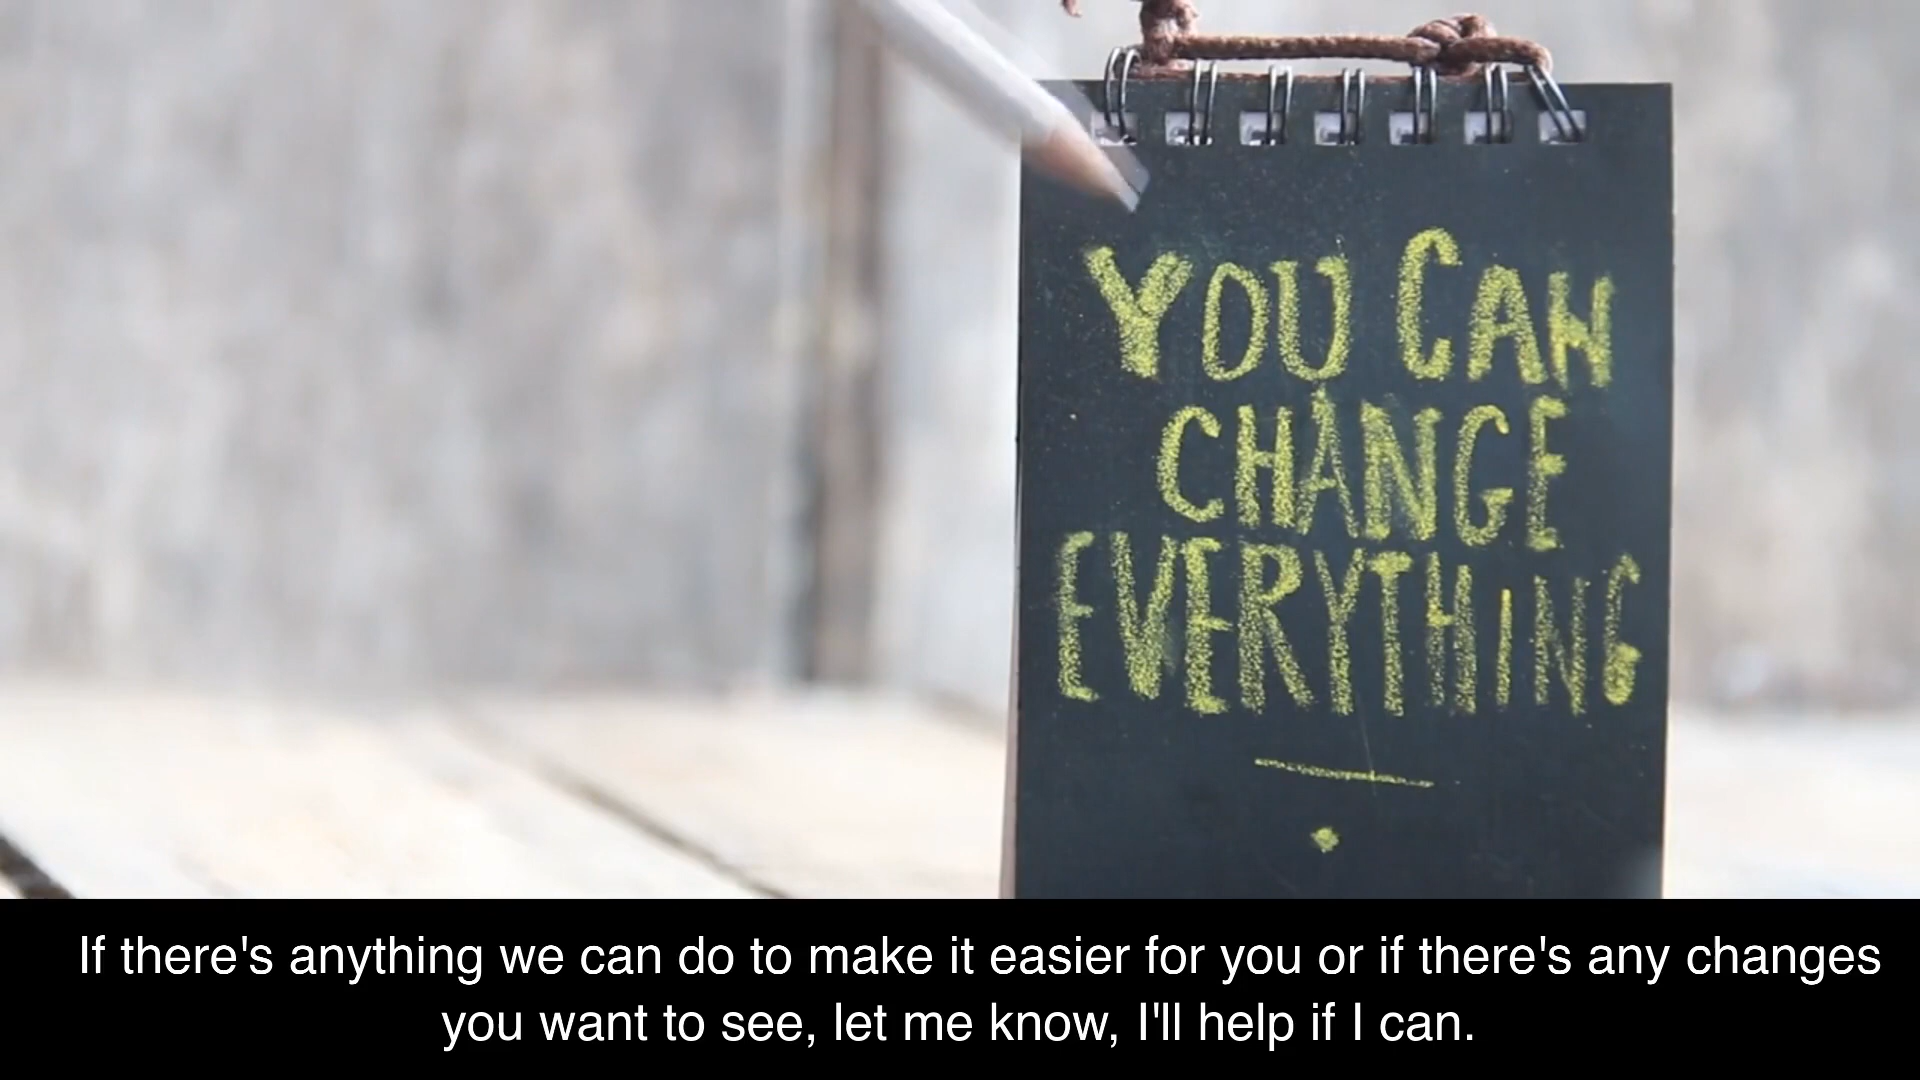 YOU CAN
CHANGE
EVERYTHING
If there's anything we can do to make it easier for you or if there's any changes
you want to see, let me know, I'll help if I can.